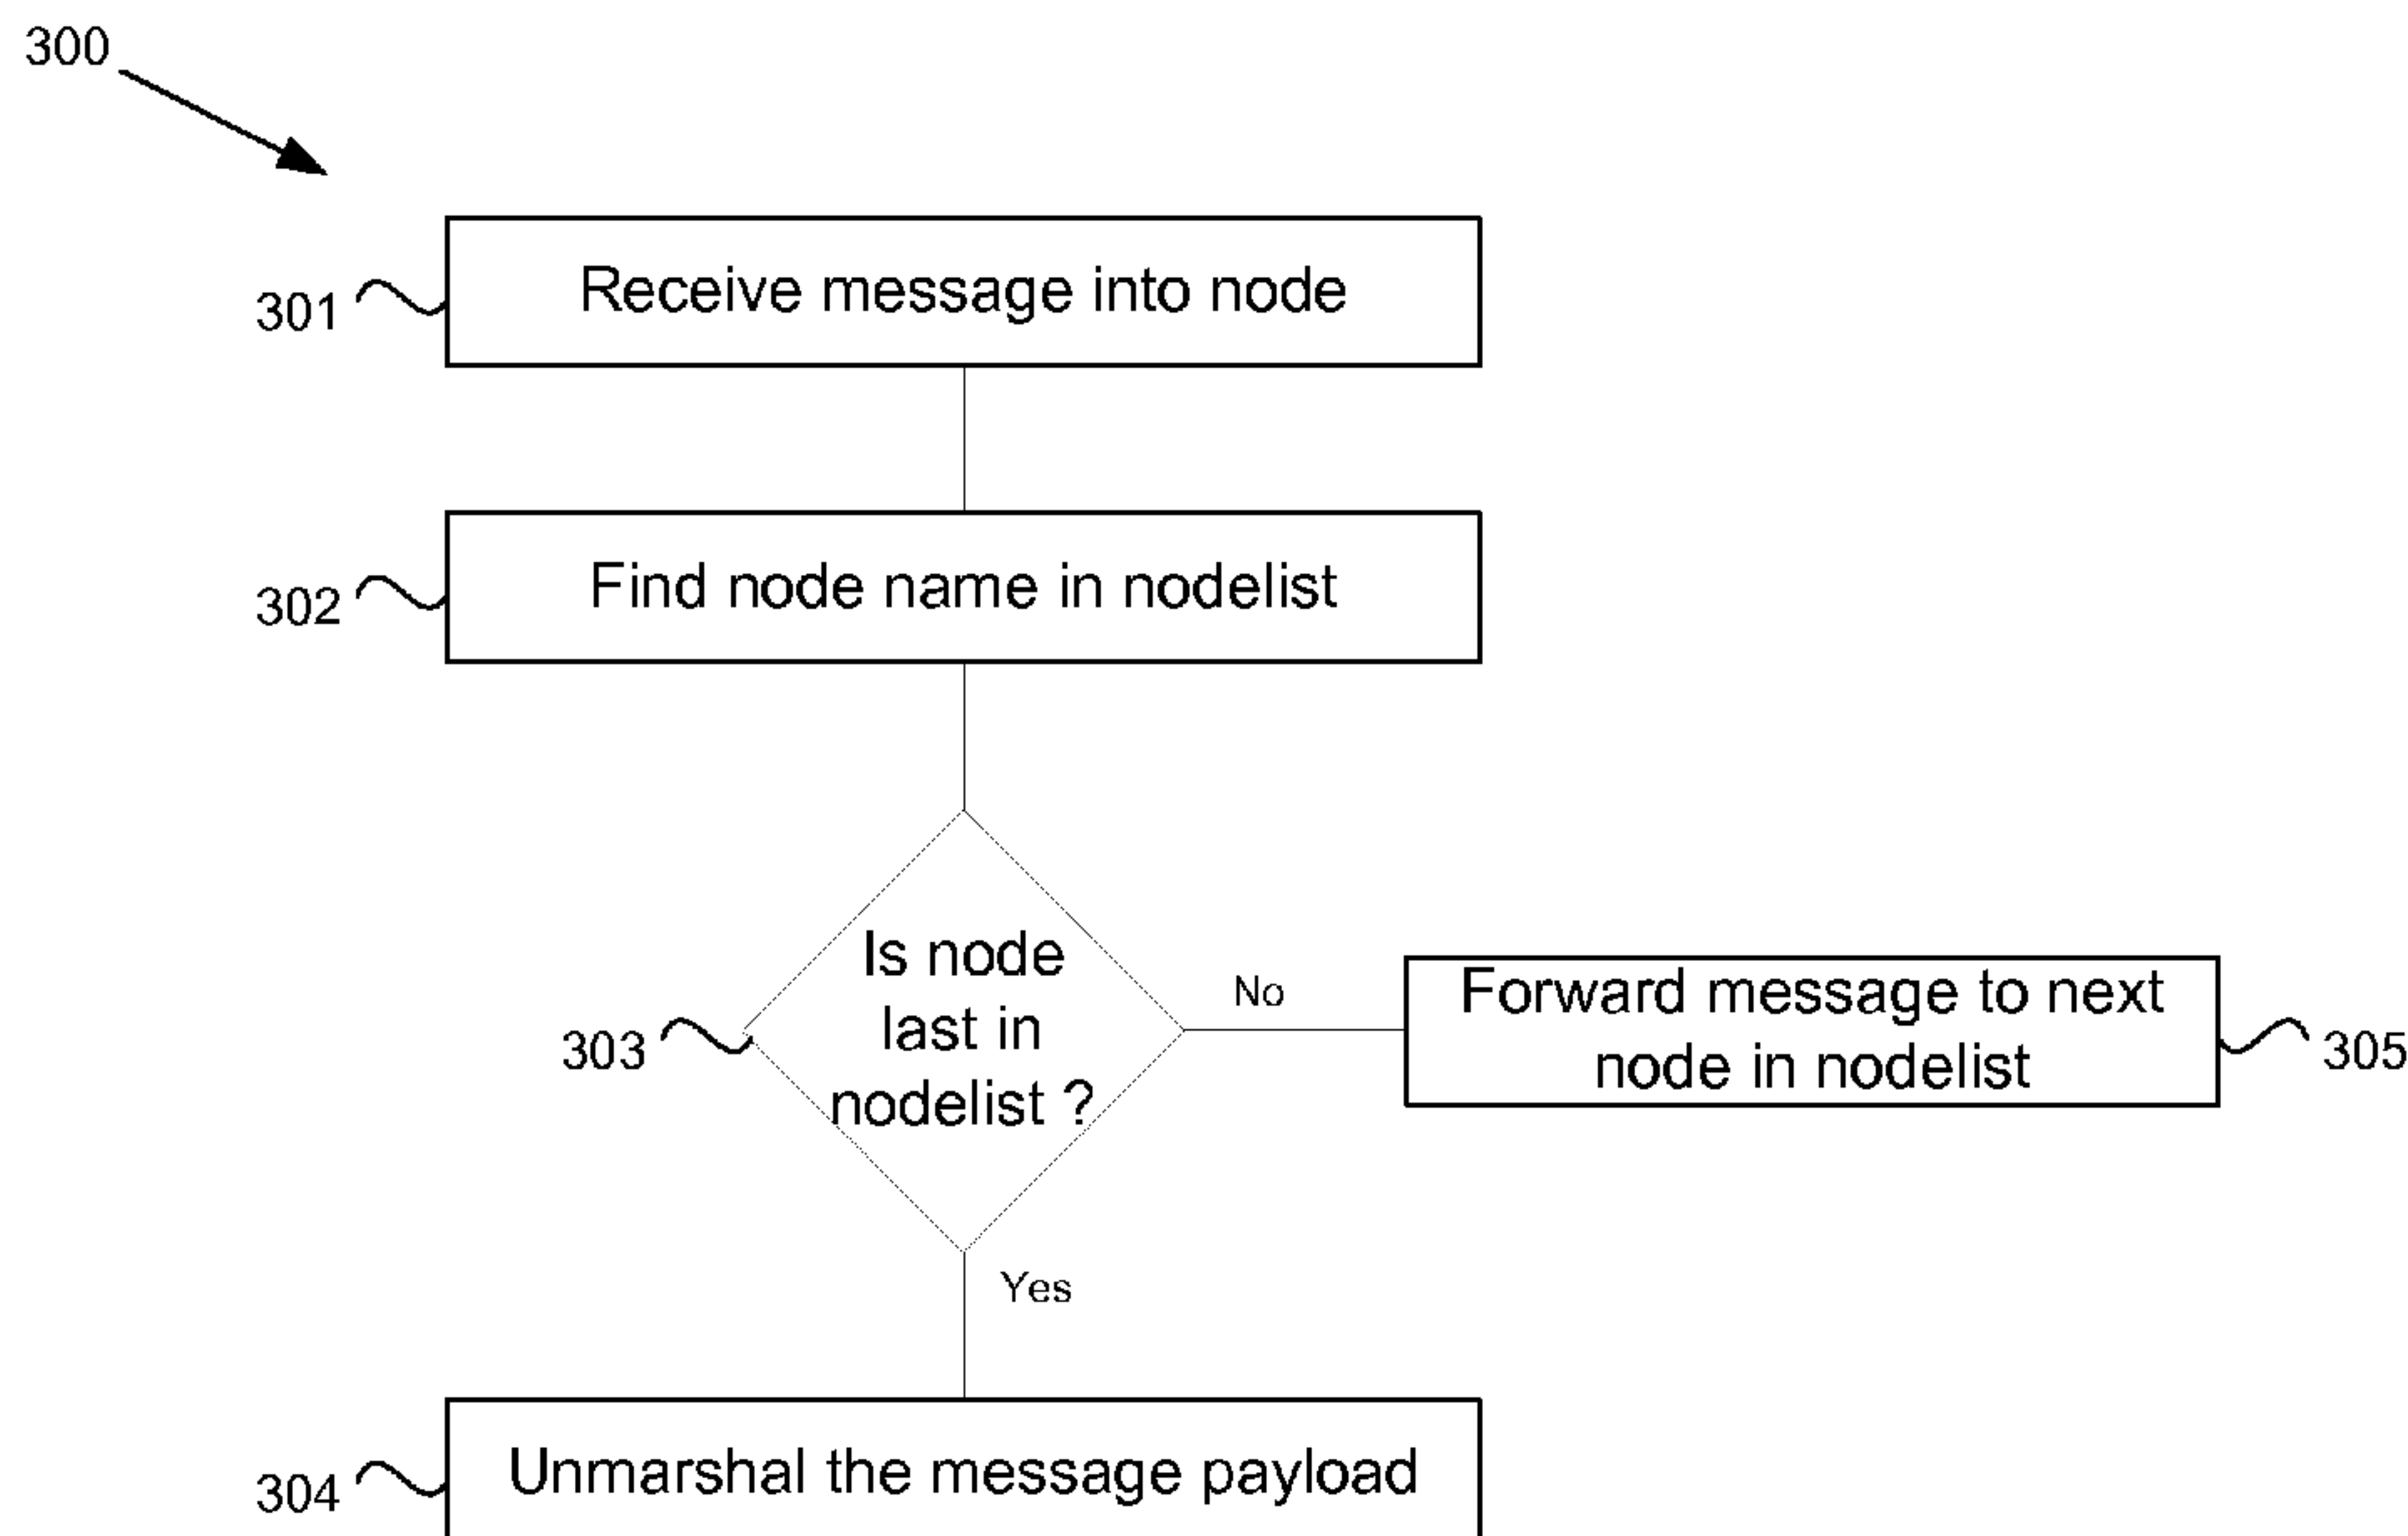 300
301
Receive message into node
302
Find node name in nodelist
303
Is node
last in
nodelist ?
No
Forward message to next
node in nodelist
305
Yes
304
Unmarshal the message payload